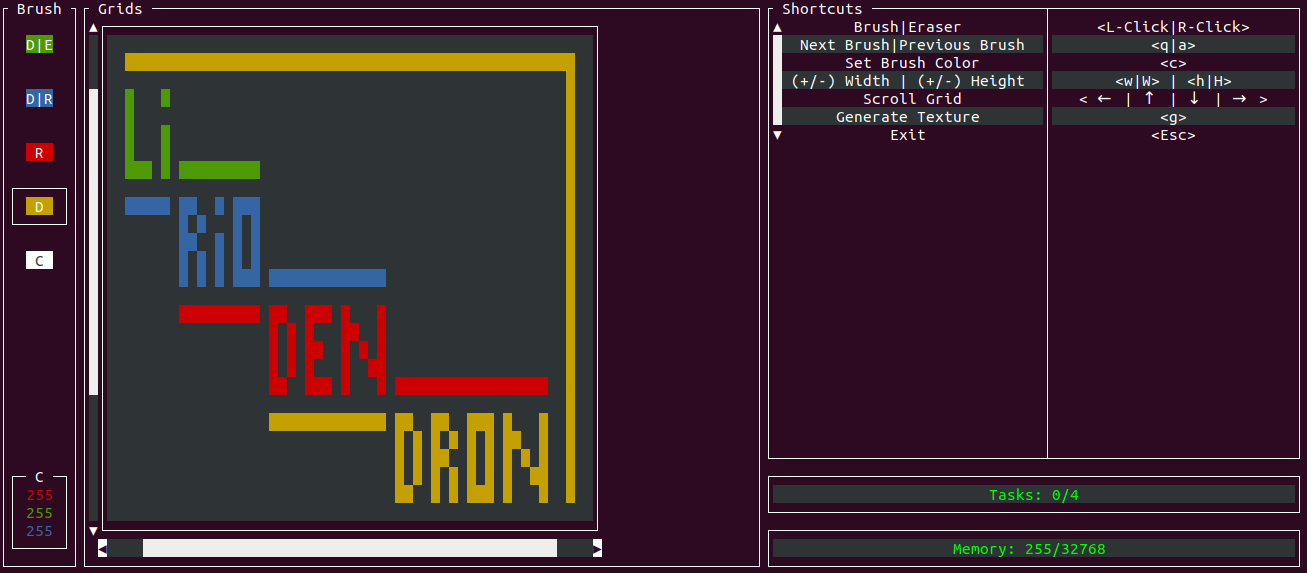 Brush
D|E
D|R
R
D
C
C
255
255
255
Grids
Li
RiO
DEN
DRON
Shortcuts
Brush|Eraser <L-Click|R-Click>
Next Brush|Previous Brush <q|a>
Set Brush Color <c>
(+/-) Width | (+/-) Height <w|W> | <h|H>
Scroll Grid < ← | ↑ | ↓ | → >
Generate Texture <g>
Exit <Esc>
Tasks: 0/4
Memory: 255/32768